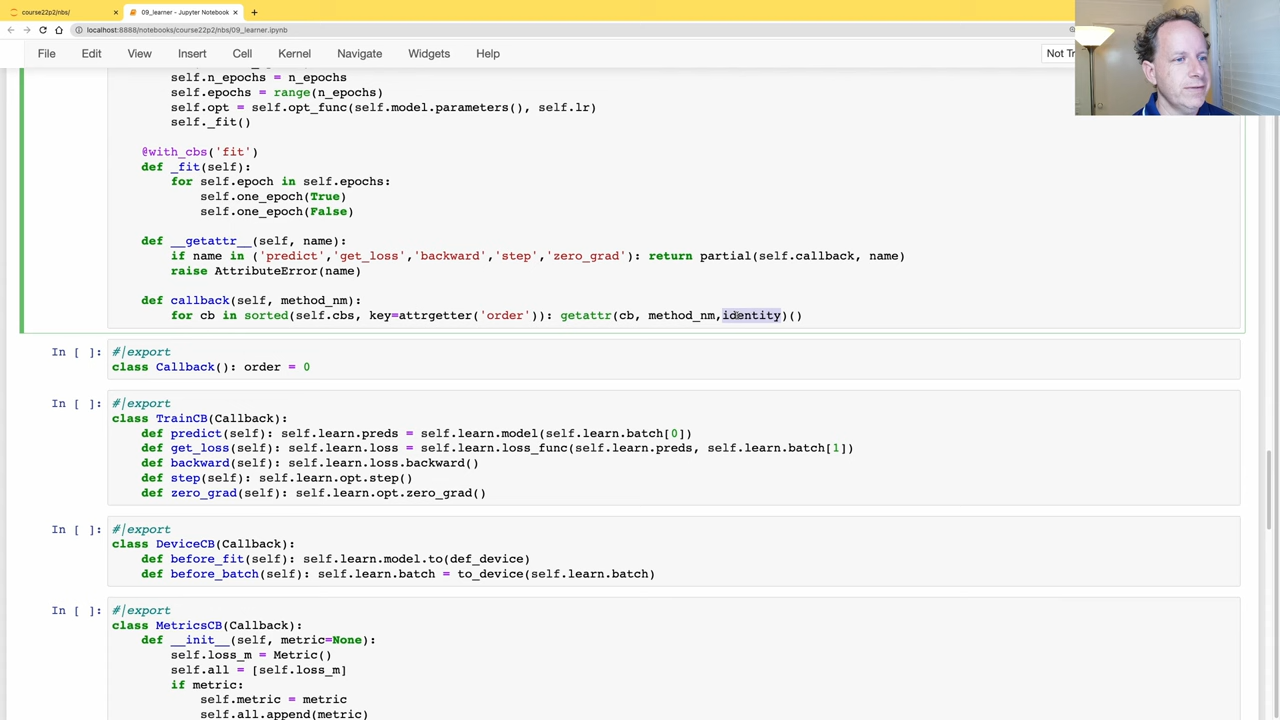 course22p2/nbs/
09_learner - Jupyter Notebook
localhost:8888/notebooks/course22p2/nbs/09_learner.ipynb
File Edit View Insert Cell Kernel Navigate Widgets Help
Not Tr
self.n_epochs = n_epochs
self.epochs = range(n_epochs)
self.opt = self.opt_func(self.model.parameters(), self.lr)
self._fit()
@with_cbs('fit')
def _fit(self):
for self.epoch in self.epochs:
self.one_epoch(True)
self.one_epoch(False)
def __getattr__(self, name):
if name in ('predict','get_loss','backward','step','zero_grad'): return partial(self.callback, name)
raise AttributeError(name)
def callback(self, method_nm):
for cb in sorted(self.cbs, key=attrgetter('order')): getattr(cb, method_nm,identity)()
In [ ]: #|export
class Callback(): order = 0
In [ ]: #|export
class TrainCB(Callback):
def predict(self): self.learn.preds = self.learn.model(self.learn.batch[0])
def get_loss(self): self.learn.loss = self.learn.loss_func(self.learn.preds, self.learn.batch[1])
def backward(self): self.learn.loss.backward()
def step(self): self.learn.opt.step()
def zero_grad(self): self.learn.opt.zero_grad()
In [ ]: #|export
class DeviceCB(Callback):
def before_fit(self): self.learn.model.to(def_device)
def before_batch(self): self.learn.batch = to_device(self.learn.batch)
In [ ]: #|export
class MetricsCB(Callback):
def __init__(self, metric=None):
self.loss_m = Metric()
self.all = [self.loss_m]
if metric:
self.metric = metric
self.all.append(metric)